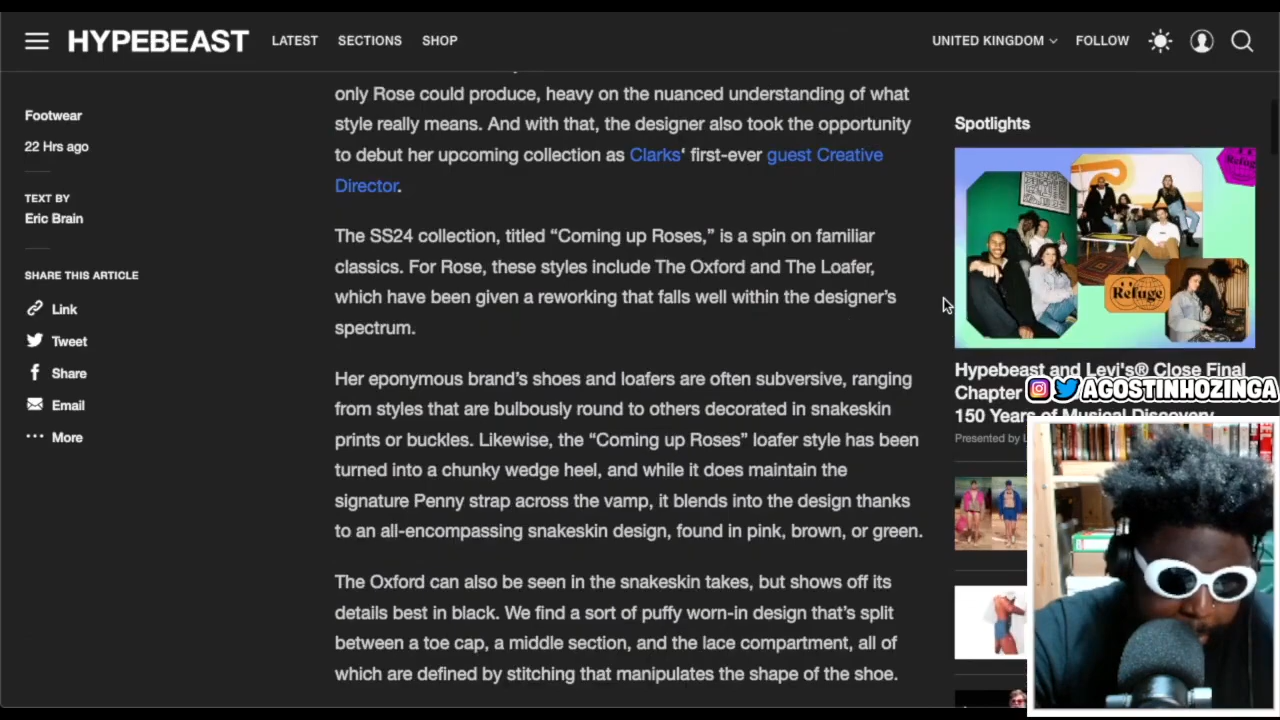 HYPEBEAST
LATEST SECTIONS SHOP
UNITED KINGDOM FOLLOW
Footwear
22 Hrs ago
TEXT BY
Eric Brain
SHARE THIS ARTICLE
Link
Tweet
Share
Email
More
only Rose could produce, heavy on the nuanced understanding of what
style really means. And with that, the designer also took the opportunity
to debut her upcoming collection as Clarks‘ first-ever guest Creative
Director.
The SS24 collection, titled “Coming up Roses,” is a spin on familiar
classics. For Rose, these styles include The Oxford and The Loafer,
which have been given a reworking that falls well within the designer’s
spectrum.
Her eponymous brand’s shoes and loafers are often subversive, ranging
from styles that are bulbously round to others decorated in snakeskin
prints or buckles. Likewise, the “Coming up Roses” loafer style has been
turned into a chunky wedge heel, and while it does maintain the
signature Penny strap across the vamp, it blends into the design thanks
to an all-encompassing snakeskin design, found in pink, brown, or green.
The Oxford can also be seen in the snakeskin takes, but shows off its
details best in black. We find a sort of puffy worn-in design that’s split
between a toe cap, a middle section, and the lace compartment, all of
which are defined by stitching that manipulates the shape of the shoe.
Spotlights
Refuge
Refuge
Hypebeast and Levi’s® Close Final
Chapter
150 Years of Musical Discovery
Presented by
AGOSTINHOZINGA